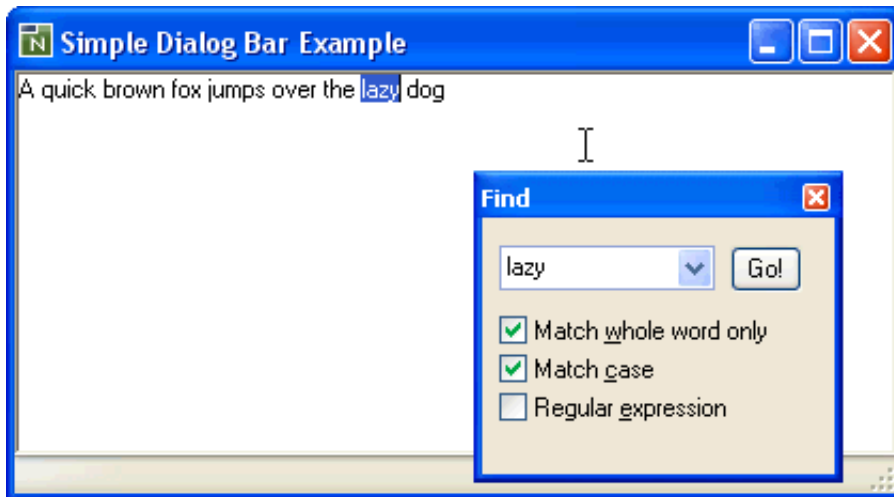 N Simple Dialog Bar Example
A quick brown fox jumps over the lazy dog
Find
lazy Go!
Match whole word only
Match case
Regular expression